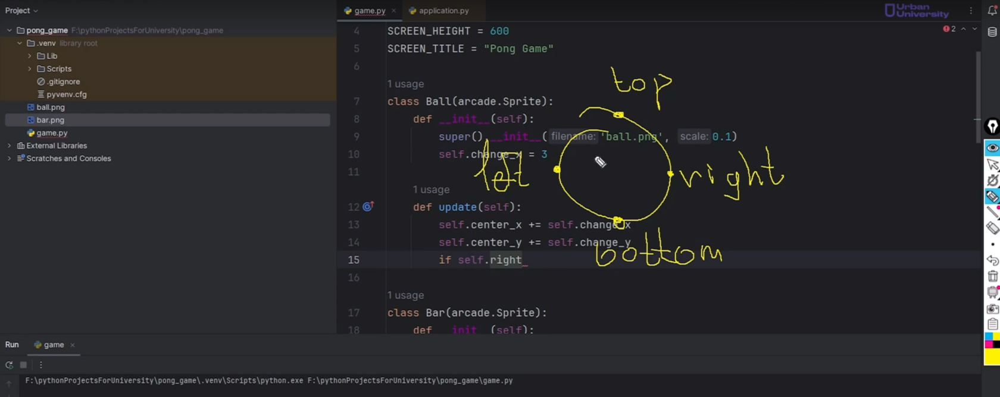 Project
pong_game F:\pythonProjectsForUniversity\pong_game
.venv library root
Lib
Scripts
.gitignore
pyvenv.cfg
ball.png
bar.png
game.py
External Libraries
Scratches and Consoles
game.py
application.py
Urban
University
2
4 SCREEN_HEIGHT = 600
5 SCREEN_TITLE = "Pong Game"
6
1 usage
7 class Ball(arcade.Sprite):
8 def __init__(self):
9 super().__init__( filename: 'ball.png', scale: 0.1)
10 self.change_x = 3
11
1 usage
12 def update(self):
13 self.center_x += self.change_x
14 self.center_y += self.change_y
15 if self.right
16
1 usage
17 class Bar(arcade.Sprite):
18 def __init__(self):
top
left
right
bottom
Run game
F:\pythonProjectsForUniversity\pong_game\.venv\Scripts\python.exe F:\pythonProjectsForUniversity\pong_game\game.py